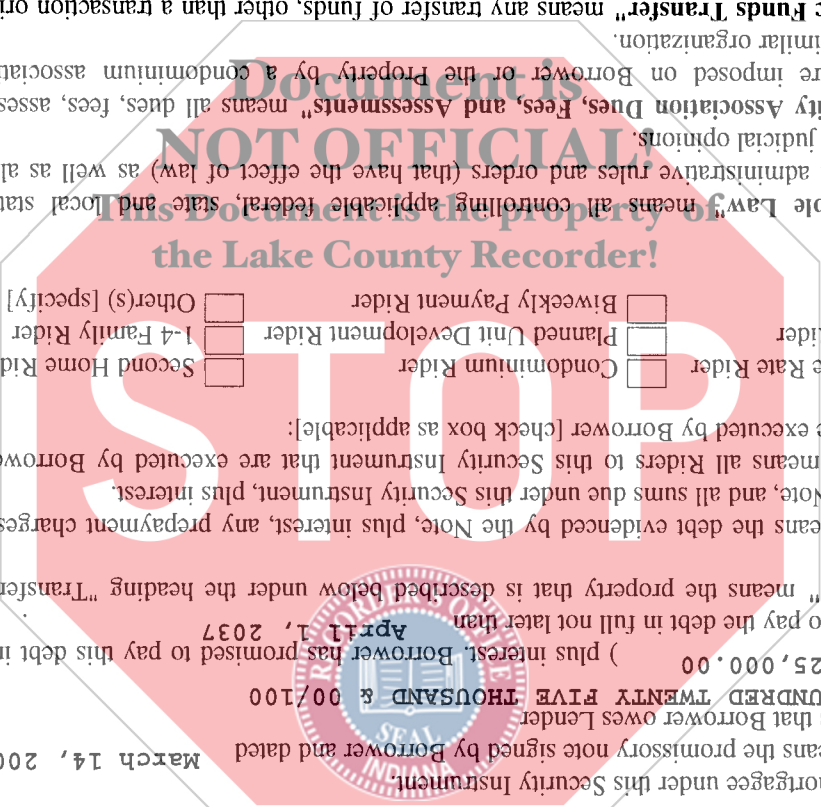 ortgagee under this Security Instrument.
eans the promissory note signed by Borrower and dated March 14, 200
that Borrower owes Lender
UNDRED TWENTY FIVE THOUSAND & 00/100
25,000.00 ) plus interest. Borrower has promised to pay this debt in
o pay the debt in full not later than April 1, 2037 .
" means the property that is described below under the heading "Transfer
eans the debt evidenced by the Note, plus interest, any prepayment charges
Note, and all sums due under this Security Instrument, plus interest.
means all Riders to this Security Instrument that are executed by Borrowe
e executed by Borrower [check box as applicable]:
e Rate Rider Condominium Rider Second Home Rid
ider Planned Unit Development Rider 1-4 Family Rider
Biweekly Payment Rider Other(s) [specify]
ble Law" means all controlling applicable federal, state and local stat
administrative rules and orders (that have the effect of law) as well as al
judicial opinions.
ity Association Dues, Fees, and Assessments" means all dues, fees, asses
re imposed on Borrower or the Property by a condominium associati
imilar organization.
c Funds Transfer" means any transfer of funds, other than a transaction ori
Document is
NOT OFFICIAL!
This Document is the property of
the Lake County Recorder!
STOP
RECORDER'S OFFICE
SEAL
INDIANA